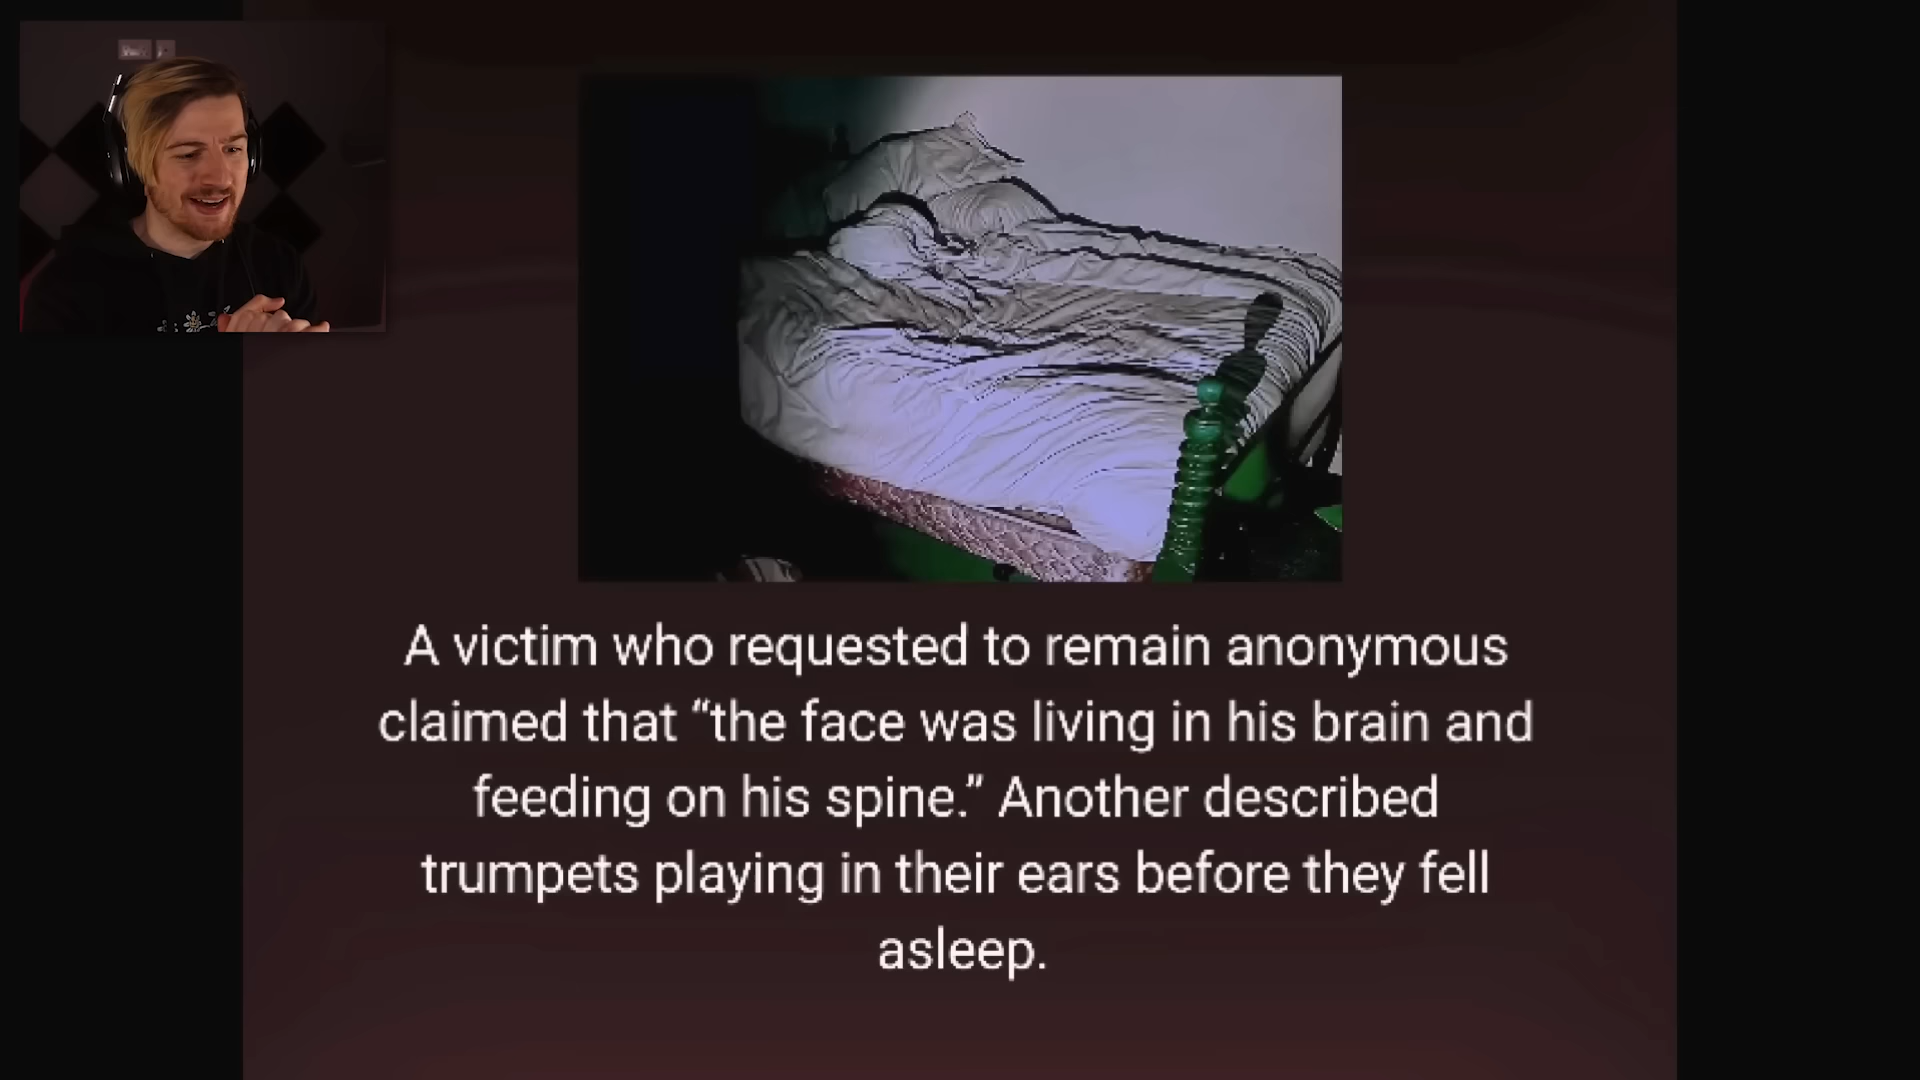 A victim who requested to remain anonymous
claimed that “the face was living in his brain and
feeding on his spine.” Another described
trumpets playing in their ears before they fell
asleep.